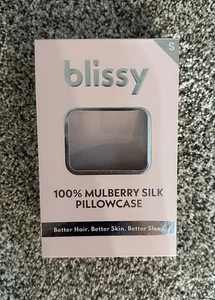 S
blissy
100% MULBERRY SILK
PILLOWCASE
Better Hair. Better Skin. Better Sleep.